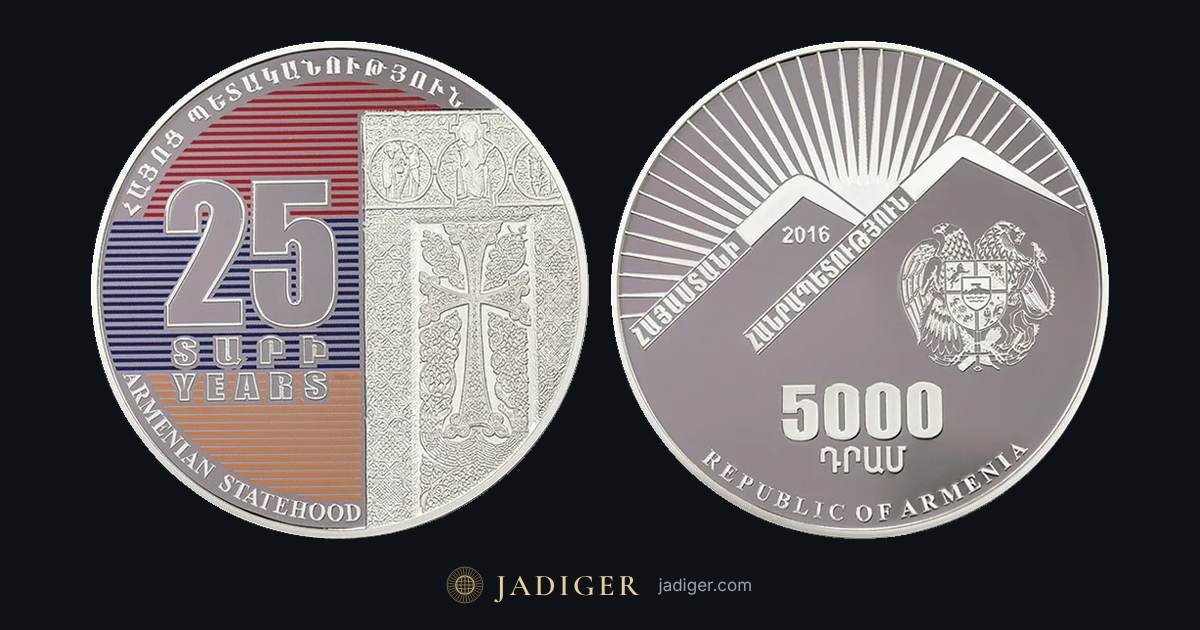 ՀԱՅՈՑ ՊԵՏԱԿԱՆՈՒԹՅՈՒՆ
25
ՏԱՐԻ
YEARS
ARMENIAN STATEHOOD
2016
ՀԱՅԱՍՏԱՆԻ
ՀԱՆՐԱՊԵՏՈՒԹՅՈՒՆ
5000
ԴՐԱՄ
REPUBLIC OF ARMENIA
JADIGER
jadiger.com